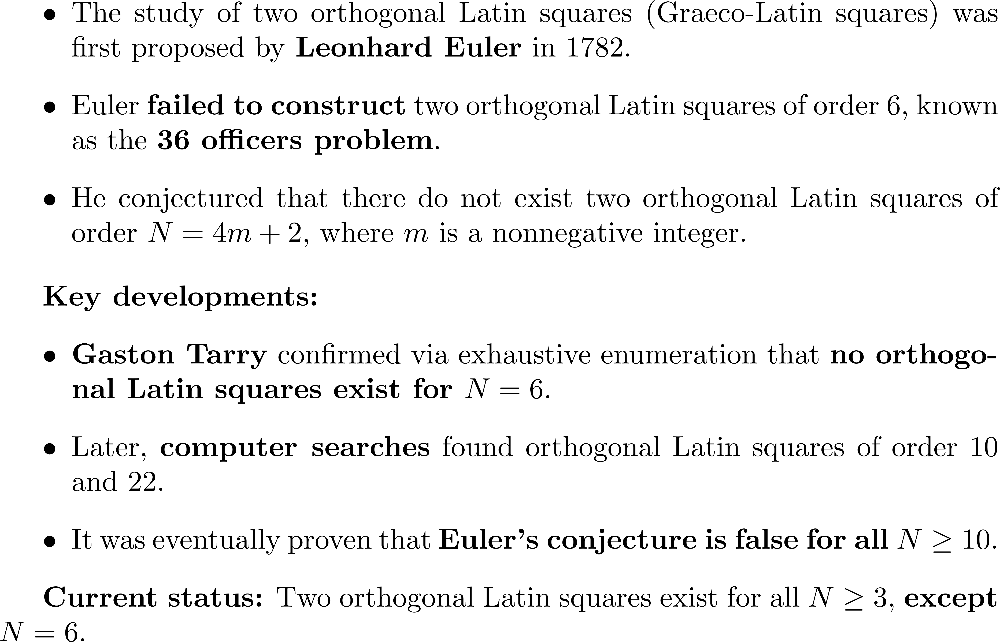 • The study of two orthogonal Latin squares (Graeco-Latin squares) was
first proposed by Leonhard Euler in 1782.
• Euler failed to construct two orthogonal Latin squares of order 6, known
as the 36 officers problem.
• He conjectured that there do not exist two orthogonal Latin squares of
order N = 4m + 2, where m is a nonnegative integer.
Key developments:
• Gaston Tarry confirmed via exhaustive enumeration that no orthogo-
nal Latin squares exist for N = 6.
• Later, computer searches found orthogonal Latin squares of order 10
and 22.
• It was eventually proven that Euler's conjecture is false for all N ≥ 10.
Current status: Two orthogonal Latin squares exist for all N ≥ 3, except
N = 6.